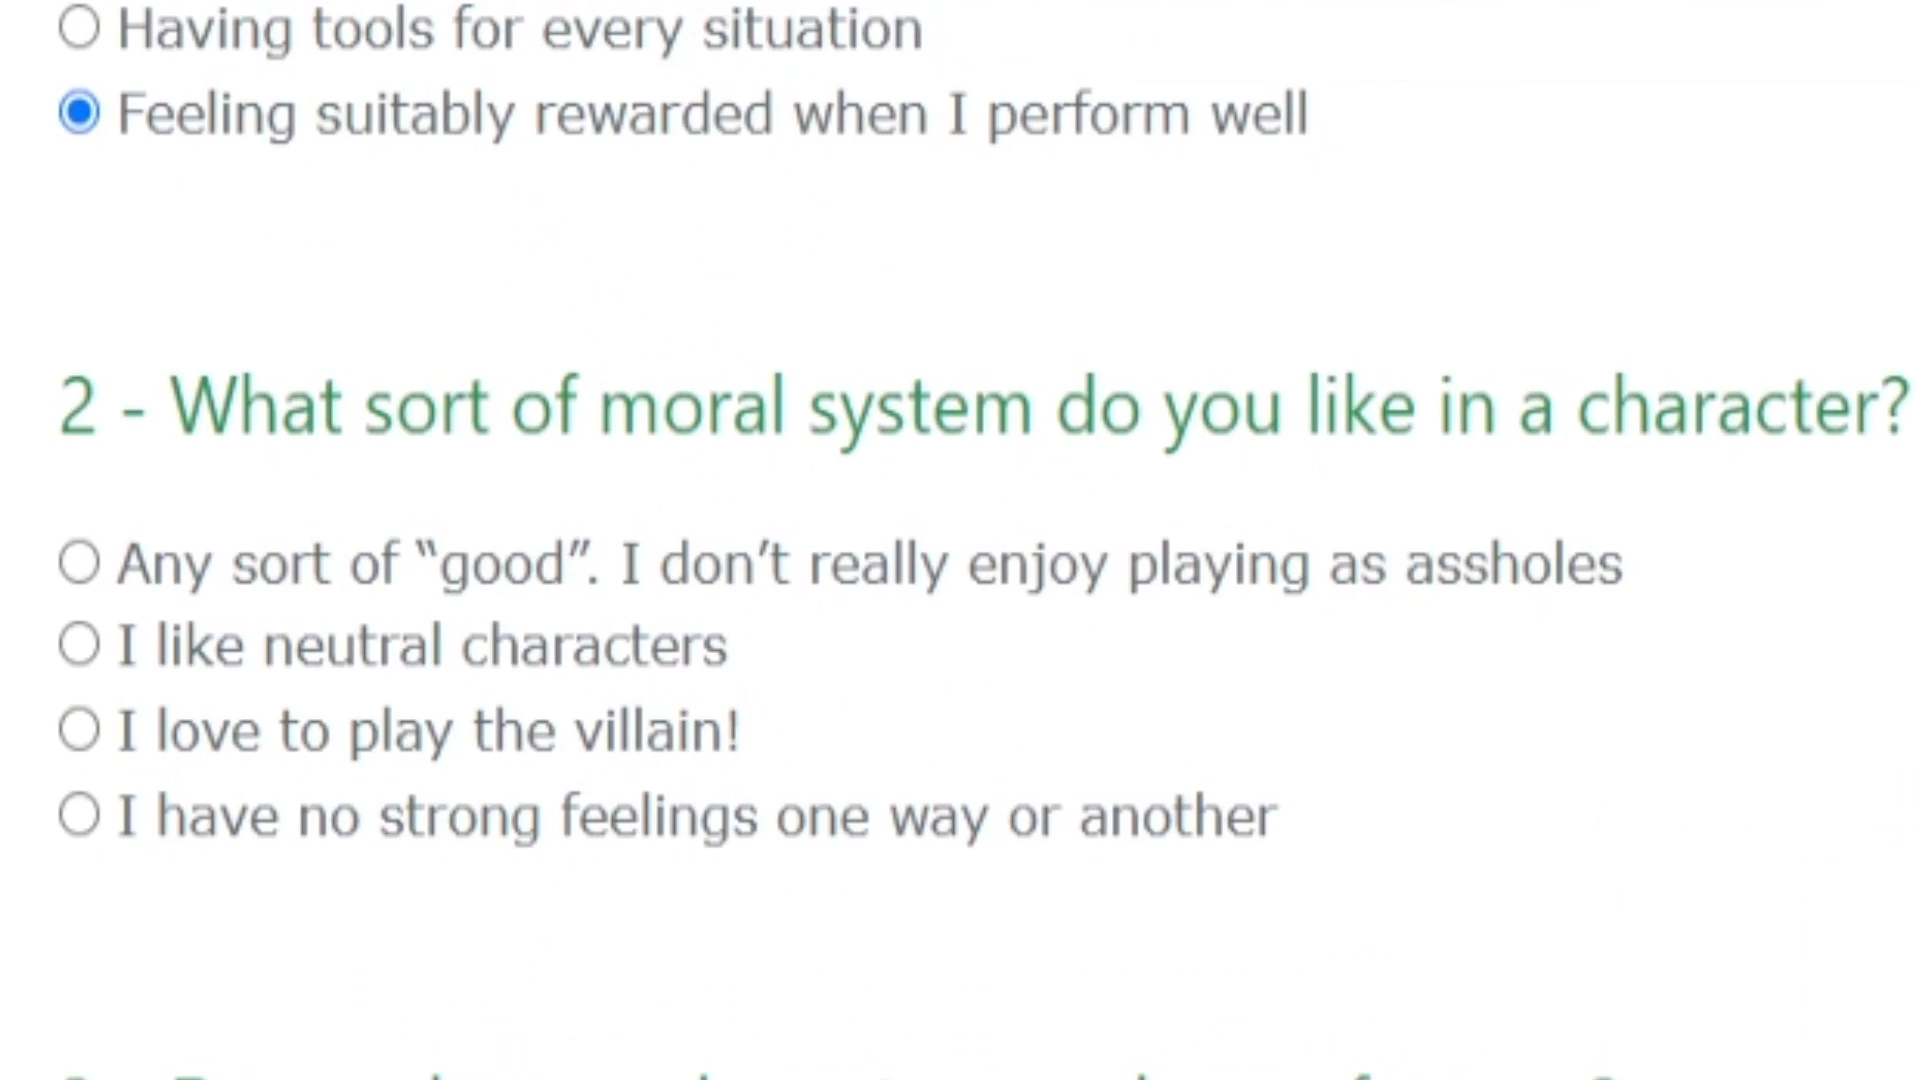 Having tools for every situation
Feeling suitably rewarded when I perform well
2 - What sort of moral system do you like in a character?
Any sort of “good”. I don’t really enjoy playing as assholes
I like neutral characters
I love to play the villain!
I have no strong feelings one way or another